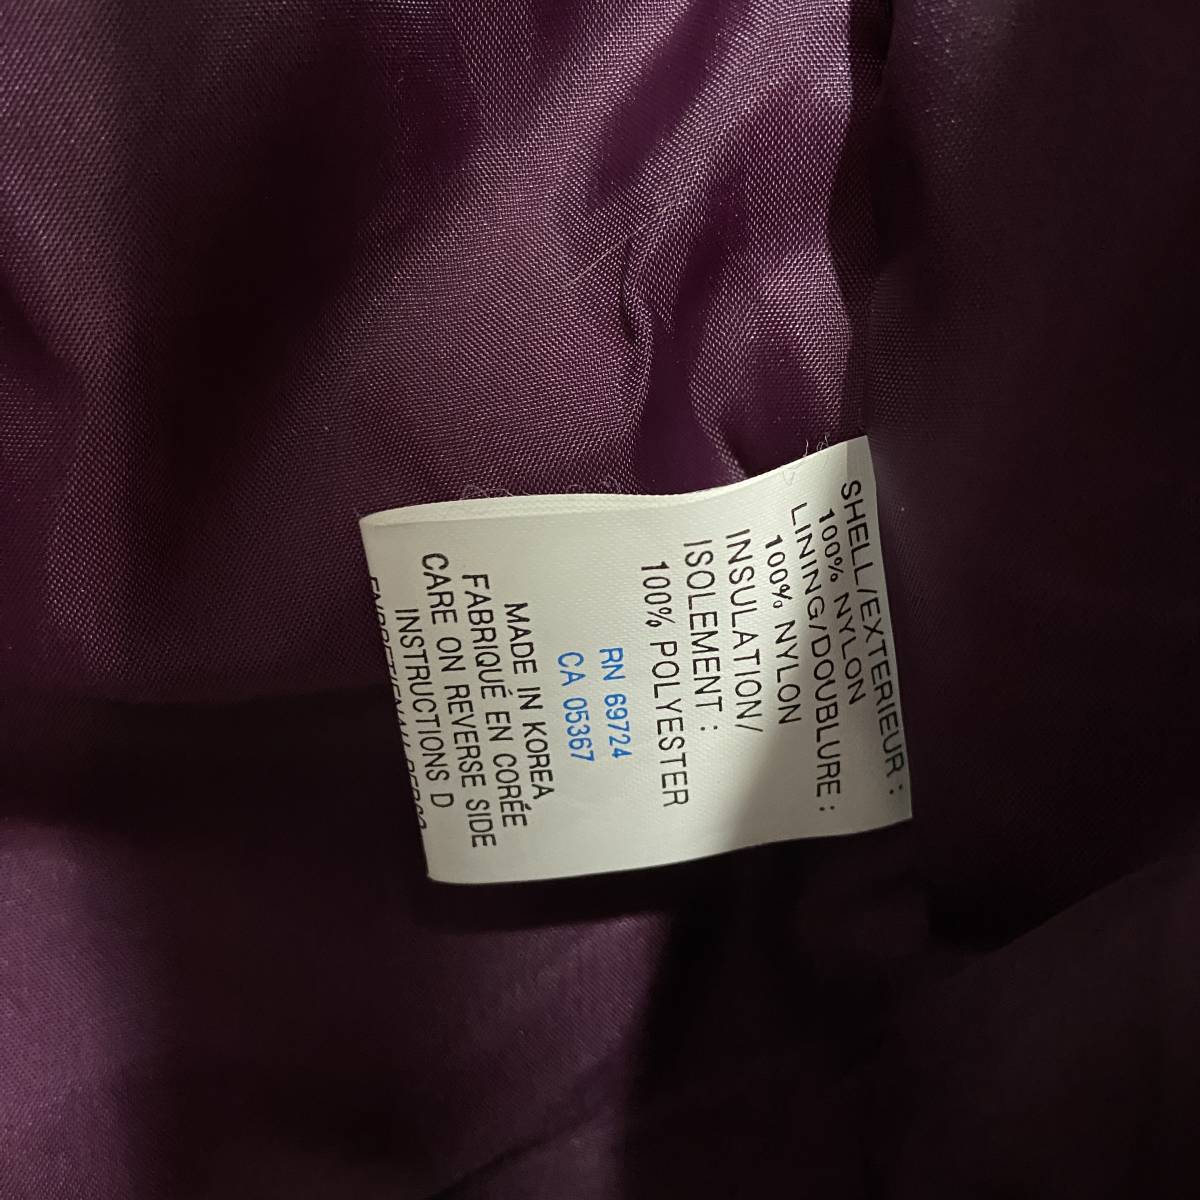 SHELL/EXTERIEUR :
100% NYLON
LINING/DOUBLURE :
100% NYLON
INSULATION/
ISOLEMENT :
100% POLYESTER
RN 69724
CA 05367
MADE IN KOREA
FABRIQUÉ EN CORÉE
CARE ON REVERSE SIDE
INSTRUCTIONS D